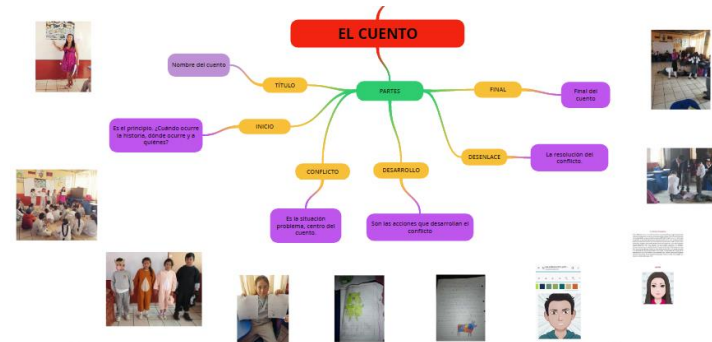 EL CUENTO
Nombre del cuento
TÍTULO
PARTES
FINAL
Final del
cuento
INICIO
Es el principio. ¿Cuándo ocurre
la historia, dónde ocurre y a
quiénes?
CONFLICTO
DESARROLLO
DESENLACE
La resolución del
conflicto.
Es la situación
problema, centro del
cuento.
Son las acciones que desarrollan el
conflicto